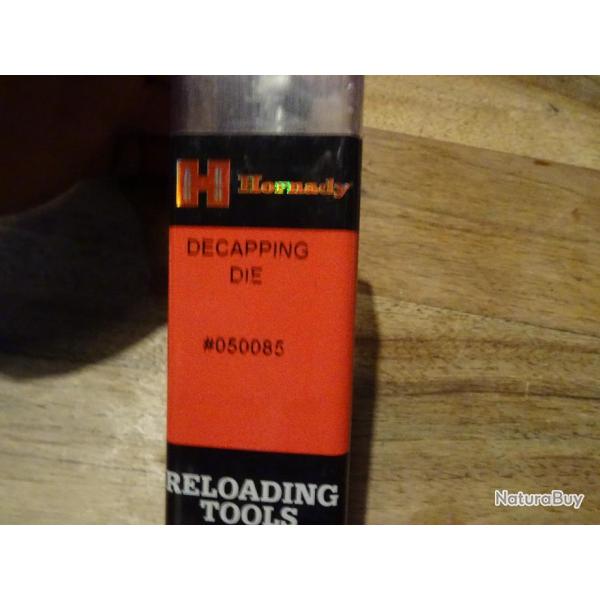 H Hornady
DECAPPING
DIE
#050085
RELOADING
TOOLS
NaturaBuy